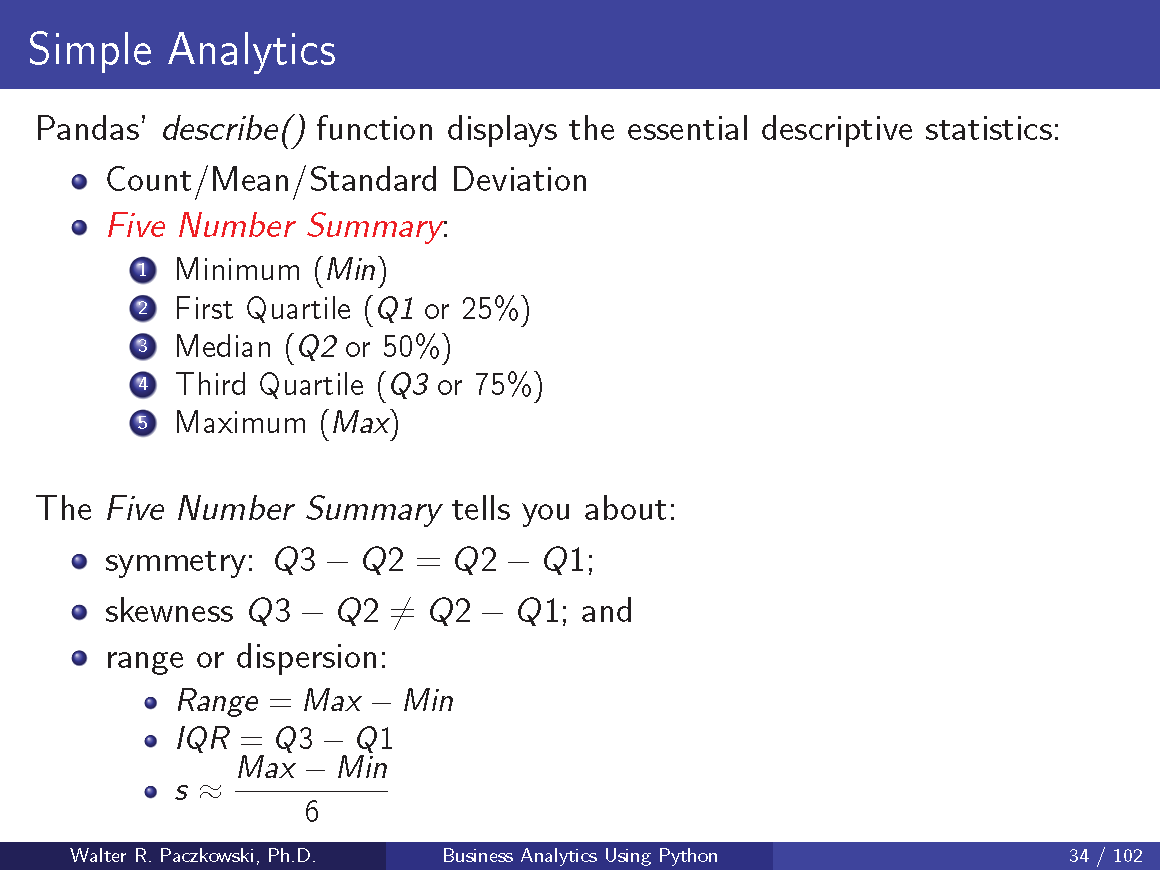 Simple Analytics
Pandas' describe() function displays the essential descriptive statistics:
Count/Mean/Standard Deviation
Five Number Summary:
1 Minimum (Min)
2 First Quartile (Q1 or 25%)
3 Median (Q2 or 50%)
4 Third Quartile (Q3 or 75%)
5 Maximum (Max)
The Five Number Summary tells you about:
symmetry: Q3 − Q2 = Q2 − Q1;
skewness Q3 − Q2 ≠ Q2 − Q1; and
range or dispersion:
Range = Max − Min
IQR = Q3 − Q1
Max − Min
s ≈
6
Walter R. Paczkowski, Ph.D. Business Analytics Using Python 34 / 102